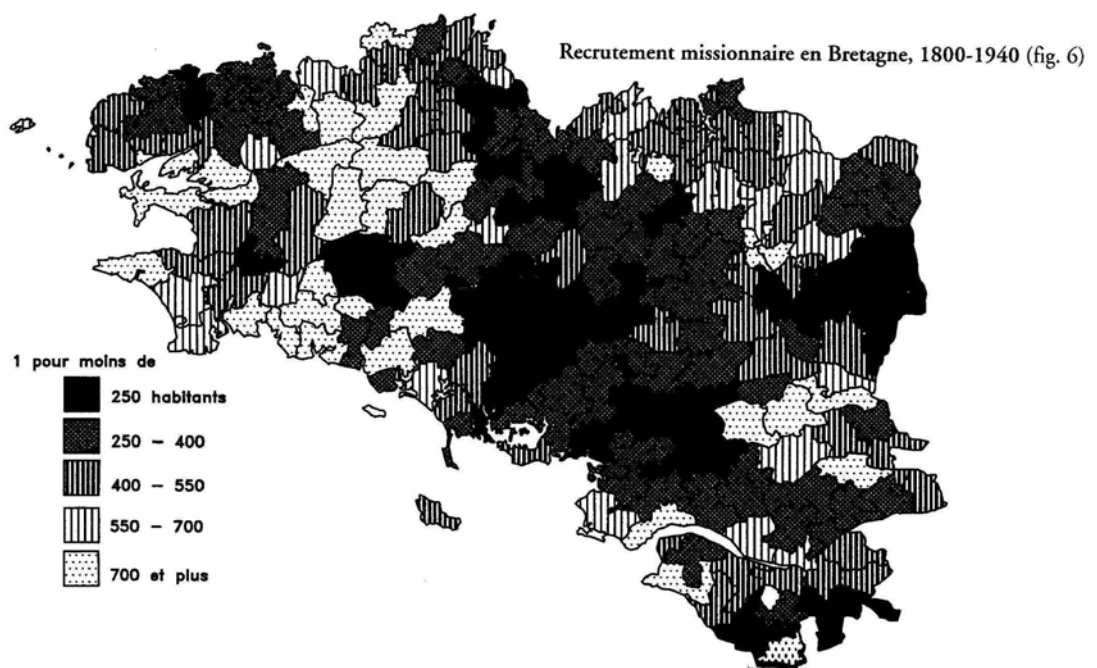 Recrutement missionnaire en Bretagne, 1800-1940 (fig. 6)
1 pour moins de
250 habitants
250 – 400
400 – 550
550 – 700
700 et plus